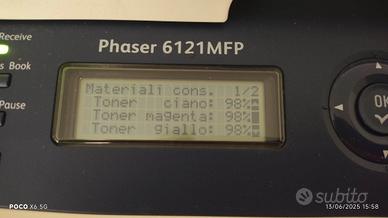 Receive
s Book
Pause
Phaser 6121MFP
Materiali cons. 1/2
Toner ciano: 98%
Toner magenta: 98%
Toner giallo: 98%
OK
POCO X6 5G
13/06/2025 15:58
subito